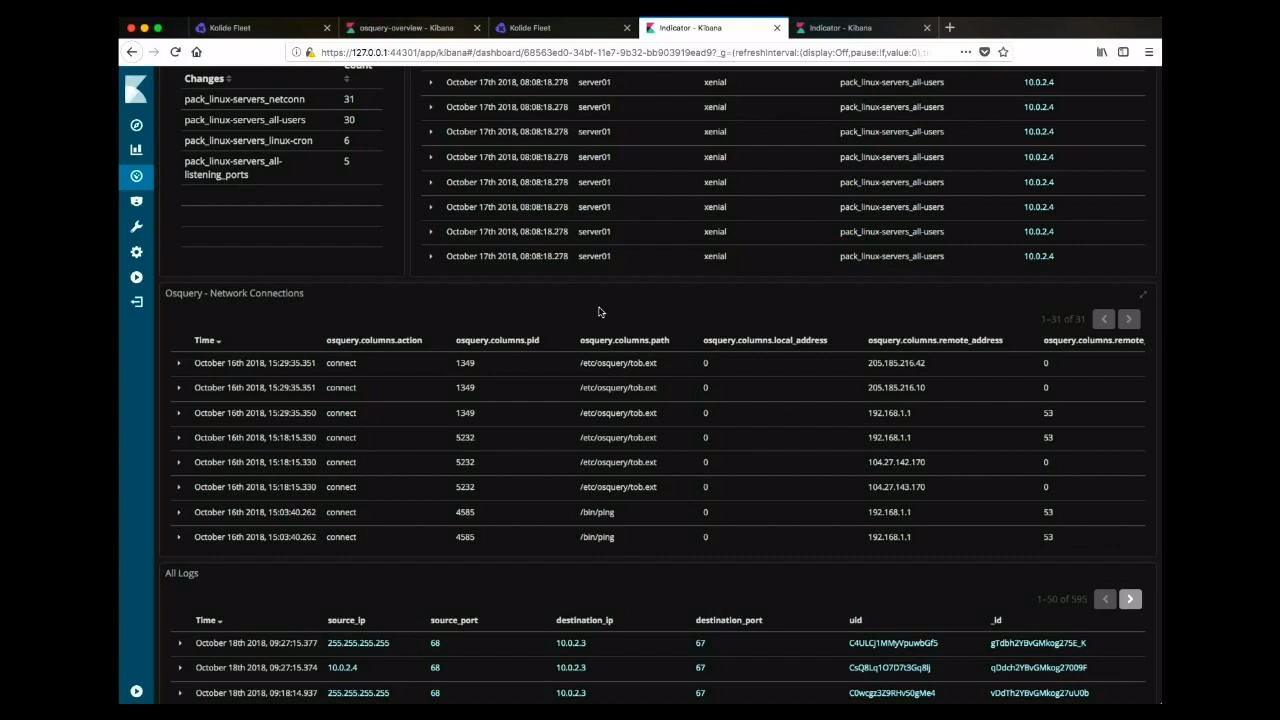 Kolide Fleet
osquery-overview - Kibana
Kolide Fleet
Indicator - Kibana
Indicator - Kibana
https://127.0.0.1:44301/app/kibana#/dashboard/68563ed0-34bf-11e7-9b32-bb903919ead9?_g=(refreshInterval:(display:Off,pause:!f,value:0),
Count
Changes
pack_linux-servers_netconn 31
pack_linux-servers_all-users 30
pack_linux-servers_linux-cron 6
pack_linux-servers_all-listening_ports 5
October 17th 2018, 08:08:18.278 server01 xenial pack_linux-servers_all-users 10.0.2.4
October 17th 2018, 08:08:18.278 server01 xenial pack_linux-servers_all-users 10.0.2.4
October 17th 2018, 08:08:18.278 server01 xenial pack_linux-servers_all-users 10.0.2.4
October 17th 2018, 08:08:18.278 server01 xenial pack_linux-servers_all-users 10.0.2.4
October 17th 2018, 08:08:18.278 server01 xenial pack_linux-servers_all-users 10.0.2.4
October 17th 2018, 08:08:18.278 server01 xenial pack_linux-servers_all-users 10.0.2.4
October 17th 2018, 08:08:18.278 server01 xenial pack_linux-servers_all-users 10.0.2.4
October 17th 2018, 08:08:18.278 server01 xenial pack_linux-servers_all-users 10.0.2.4
Osquery - Network Connections
1–31 of 31
Time osquery.columns.action osquery.columns.pid osquery.columns.path osquery.columns.local_address osquery.columns.remote_address osquery.columns.remote_
October 16th 2018, 15:29:35.351 connect 1349 /etc/osquery/tob.ext 0 205.185.216.42 0
October 16th 2018, 15:29:35.351 connect 1349 /etc/osquery/tob.ext 0 205.185.216.10 0
October 16th 2018, 15:29:35.350 connect 1349 /etc/osquery/tob.ext 0 192.168.1.1 53
October 16th 2018, 15:18:15.330 connect 5232 /etc/osquery/tob.ext 0 192.168.1.1 53
October 16th 2018, 15:18:15.330 connect 5232 /etc/osquery/tob.ext 0 104.27.142.170 0
October 16th 2018, 15:18:15.330 connect 5232 /etc/osquery/tob.ext 0 104.27.143.170 0
October 16th 2018, 15:03:40.262 connect 4585 /bin/ping 0 192.168.1.1 53
October 16th 2018, 15:03:40.262 connect 4585 /bin/ping 0 192.168.1.1 53
All Logs
1–50 of 595
Time source_ip source_port destination_ip destination_port uid _id
October 18th 2018, 09:27:15.377 255.255.255.255 68 10.0.2.3 67 C4ULCj1MMyVpuwbGf5 gTdbh2YBvGMkog275E_K
October 18th 2018, 09:27:15.374 10.0.2.4 68 10.0.2.3 67 CsQ8Lq1O7D7t3Gq8lj qDdch2YBvGMkog27009F
October 18th 2018, 09:18:14.937 255.255.255.255 68 10.0.2.3 67 C0wcgz3Z9RHv50gMe4 vDdTh2YBvGMkog27uU0b